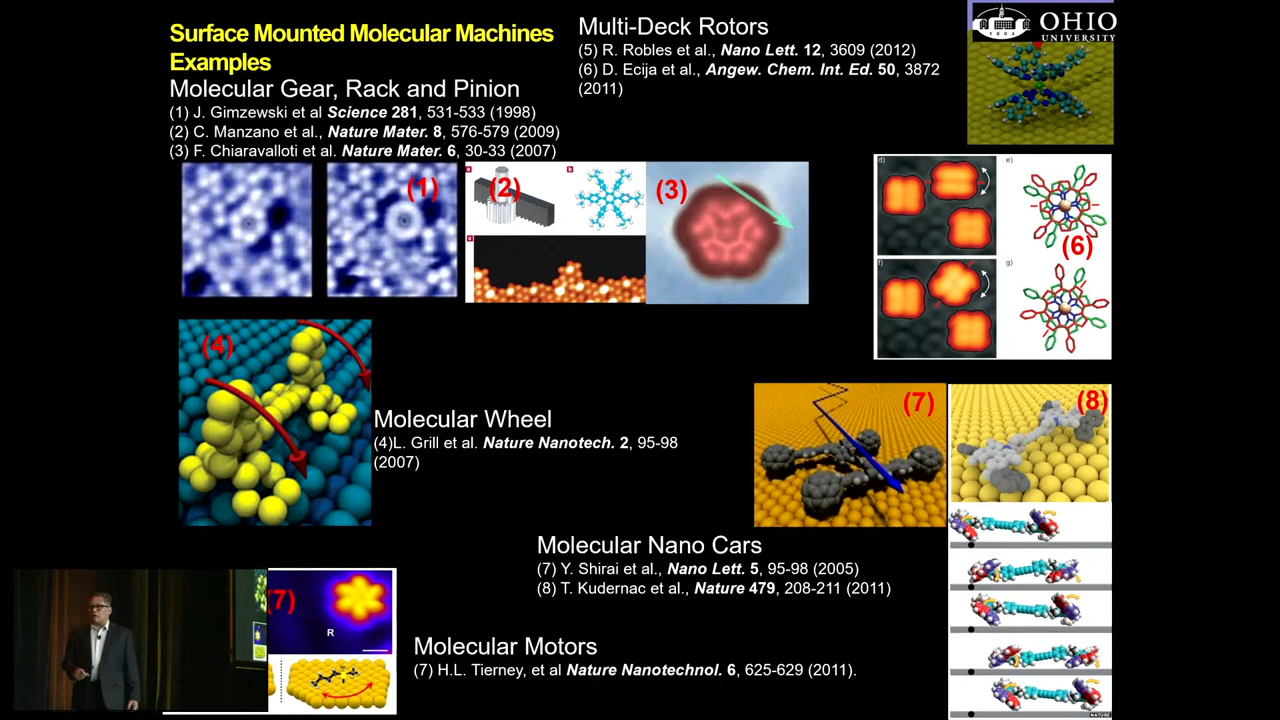 Surface Mounted Molecular Machines
Examples
Molecular Gear, Rack and Pinion
(1) J. Gimzewski et al Science 281, 531-533 (1998)
(2) C. Manzano et al., Nature Mater. 8, 576-579 (2009)
(3) F. Chiaravalloti et al. Nature Mater. 6, 30-33 (2007)
Multi-Deck Rotors
(5) R. Robles et al., Nano Lett. 12, 3609 (2012)
(6) D. Ecija et al., Angew. Chem. Int. Ed. 50, 3872
(2011)
OHIO
UNIVERSITY
1804
(1)
(2)
a
b
c
(3)
d)
e)
(6)
f)
g)
(4)
Molecular Wheel
(4)L. Grill et al. Nature Nanotech. 2, 95-98
(2007)
(7)
(8)
Molecular Nano Cars
(7) Y. Shirai et al., Nano Lett. 5, 95-98 (2005)
(8) T. Kudernac et al., Nature 479, 208-211 (2011)
(7)
R
Molecular Motors
(7) H.L. Tierney, et al Nature Nanotechnol. 6, 625-629 (2011).
NATURE